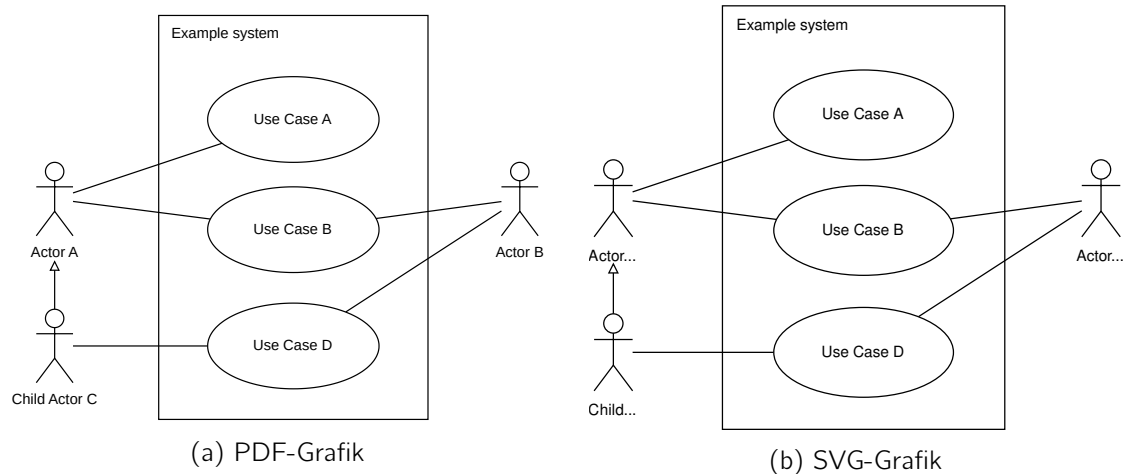 Example system
Use Case A
Actor A
Use Case B
Actor B
Use Case D
Child Actor C
(a) PDF-Grafik
Example system
Use Case A
Actor...
Use Case B
Actor...
Use Case D
Child...
(b) SVG-Grafik